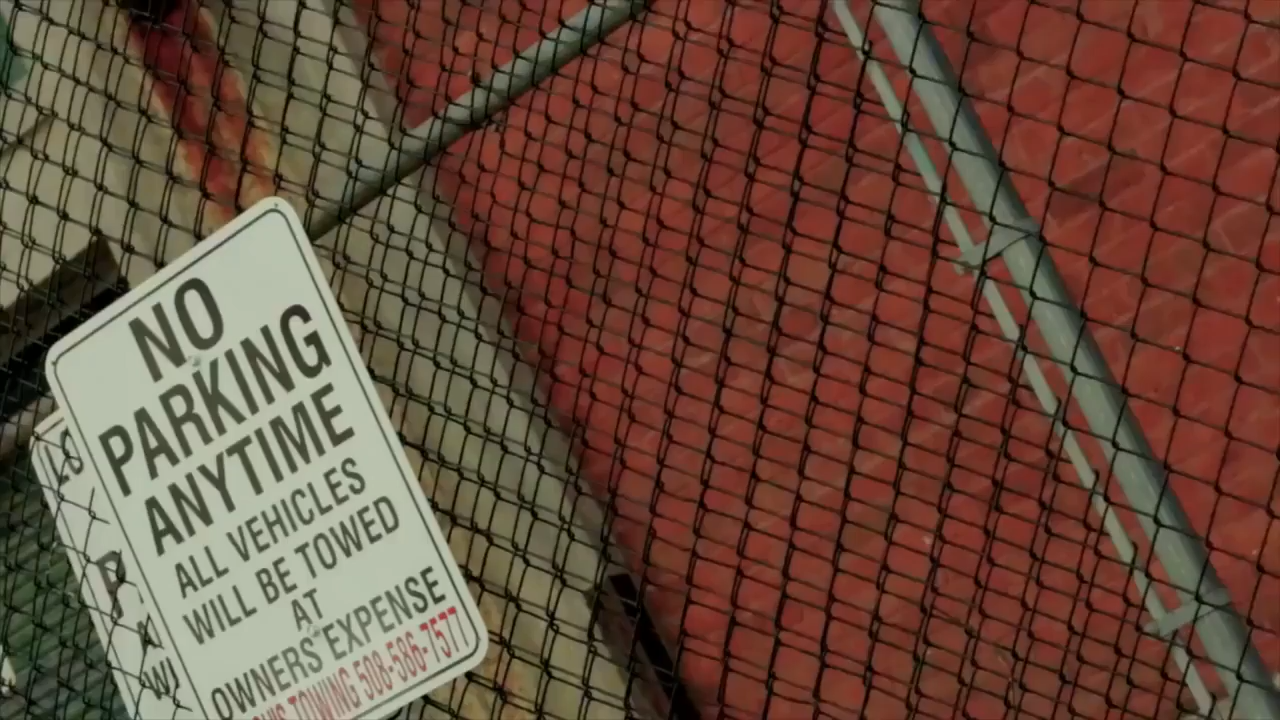 NO
PARKING
ANYTIME
ALL VEHICLES
WILL BE TOWED
AT
OWNERS EXPENSE
TOWING 508-586-7577